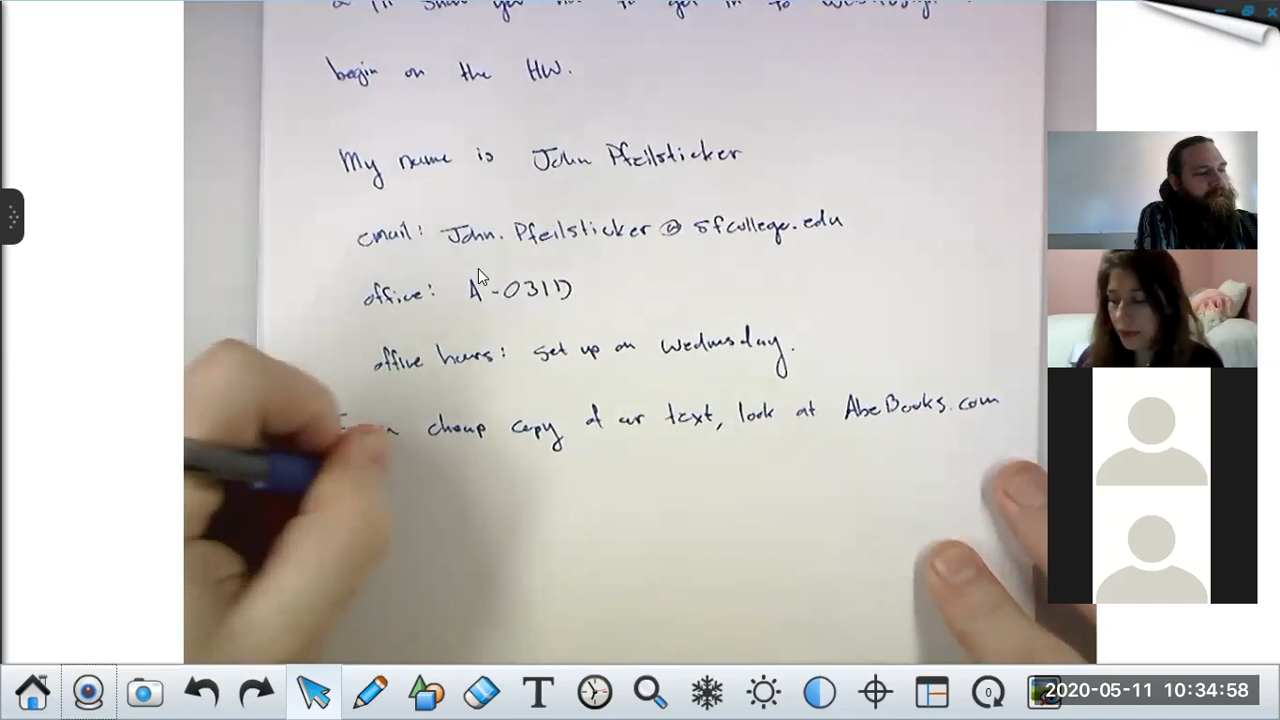 begin on the HW.
My name is John Pfeilsticker
email: John.Pfeilsticker@sfcollege.edu
office: A-031D
office hours: set up on Wednesday.
cheap copy of our text, look at AbeBooks.com
T
0
2020-05-11 10:34:58